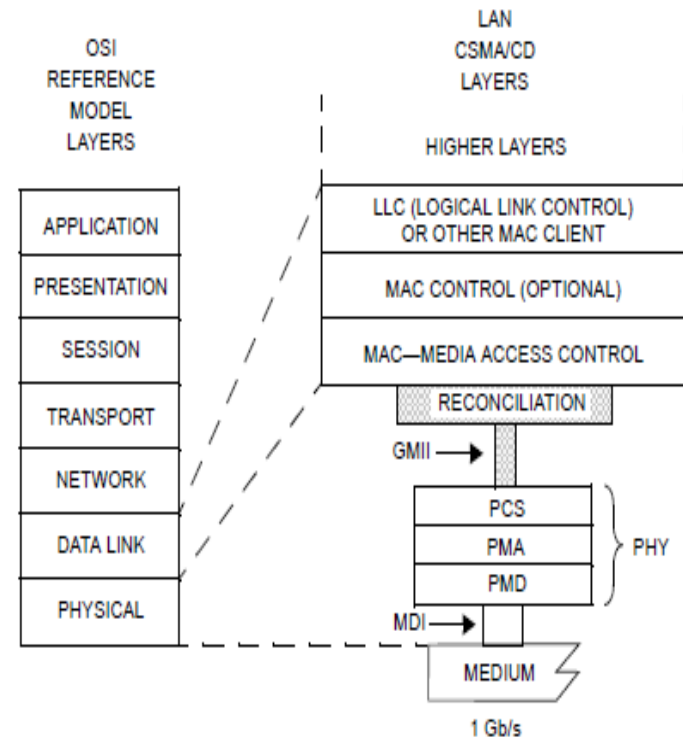 OSI
REFERENCE
MODEL
LAYERS
APPLICATION
PRESENTATION
SESSION
TRANSPORT
NETWORK
DATA LINK
PHYSICAL
LAN
CSMA/CD
LAYERS
HIGHER LAYERS
LLC (LOGICAL LINK CONTROL)
OR OTHER MAC CLIENT
MAC CONTROL (OPTIONAL)
MAC—MEDIA ACCESS CONTROL
RECONCILIATION
GMII
PCS
PMA
PMD
PHY
MDI
MEDIUM
1 Gb/s